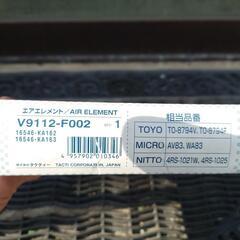 エアエレメント/AIR ELEMENT
V9112-F002 1
16546-KA162
16546-KA163
4 957902 010346
TACTI CORPORATION, JAPAN
相当品番
TOYO TO-8794V, TO-8794F
MICRO AV83, WA83
NITTO 4RS-1021W, 4RS-1025